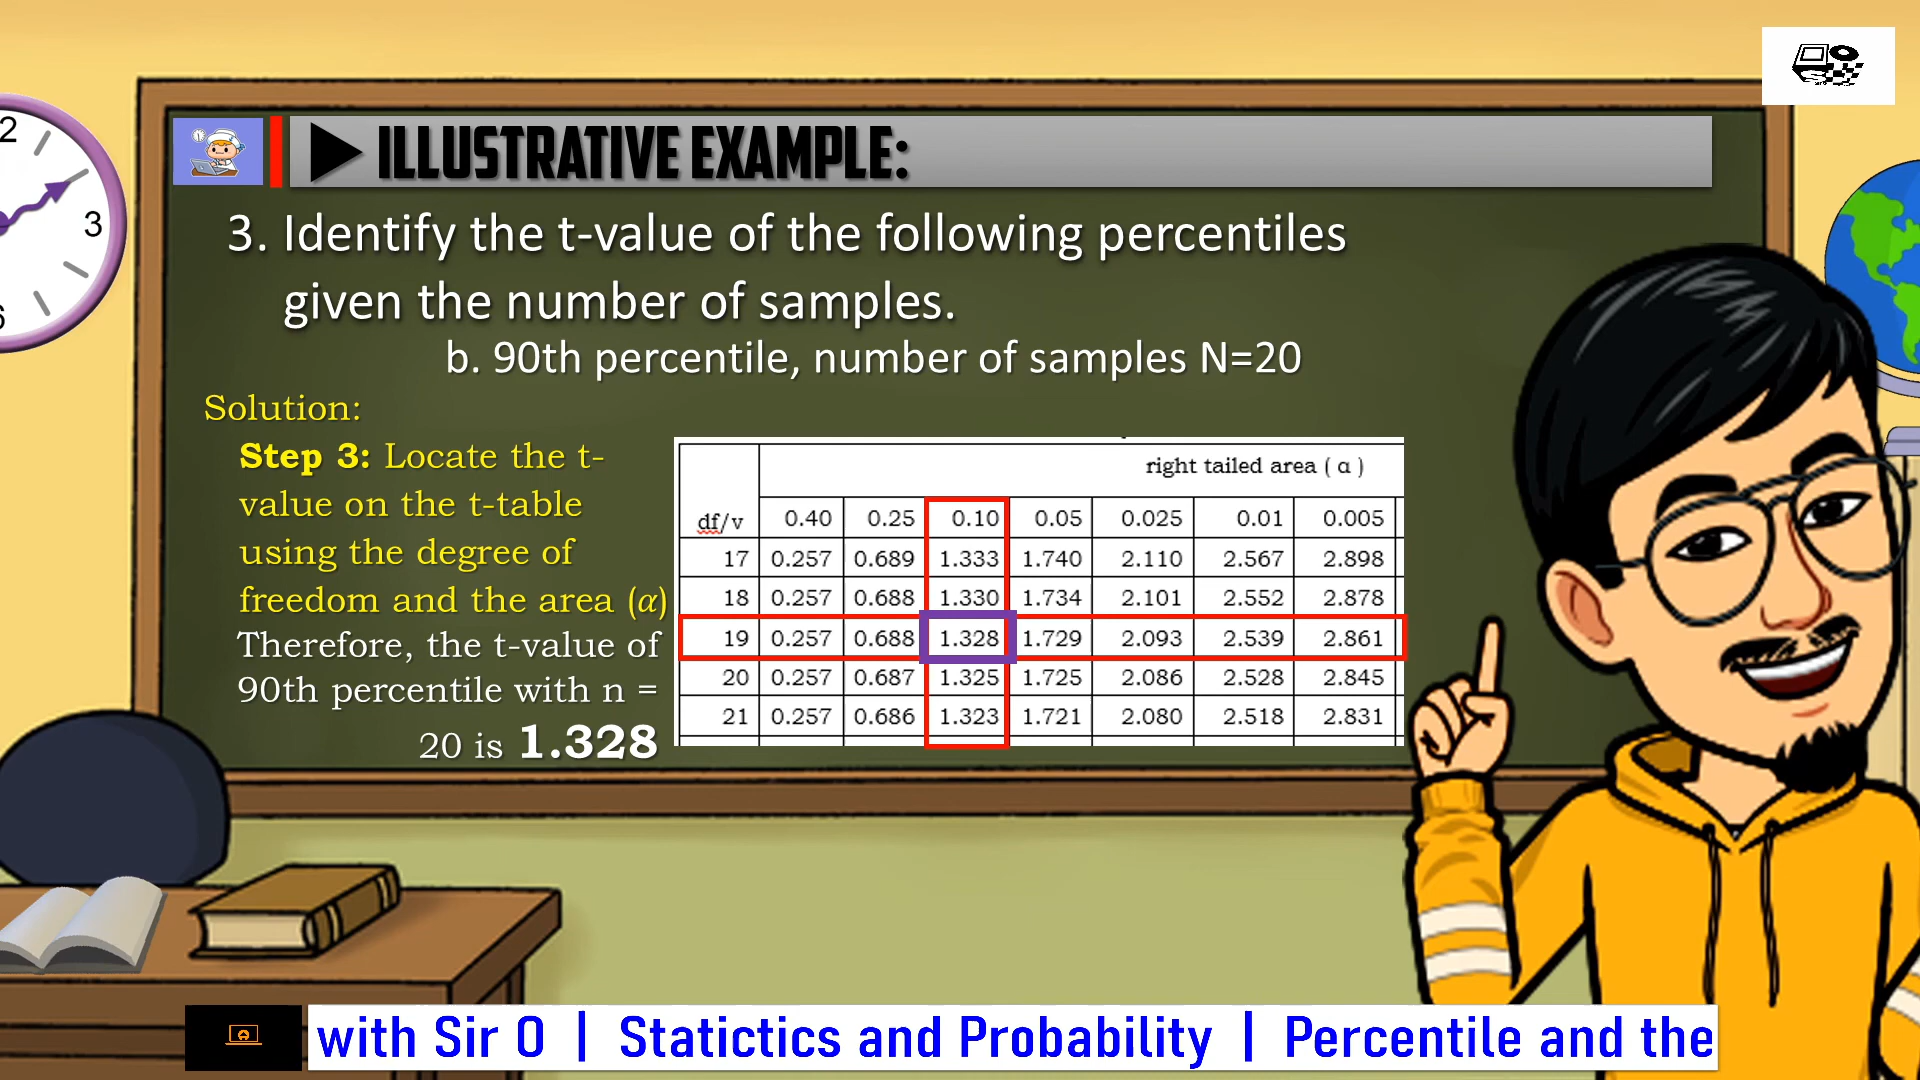 2
3
6
ILLUSTRATIVE EXAMPLE:
3. Identify the t-value of the following percentiles
given the number of samples.
b. 90th percentile, number of samples N=20
Solution:
Step 3: Locate the t-
value on the t-table
using the degree of
freedom and the area (α)
Therefore, the t-value of
90th percentile with n =
20 is 1.328
right tailed area ( α )
df/v 0.40 0.25 0.10 0.05 0.025 0.01 0.005
17 0.257 0.689 1.333 1.740 2.110 2.567 2.898
18 0.257 0.688 1.330 1.734 2.101 2.552 2.878
19 0.257 0.688 1.328 1.729 2.093 2.539 2.861
20 0.257 0.687 1.325 1.725 2.086 2.528 2.845
21 0.257 0.686 1.323 1.721 2.080 2.518 2.831
with Sir O | Statictics and Probability | Percentile and the